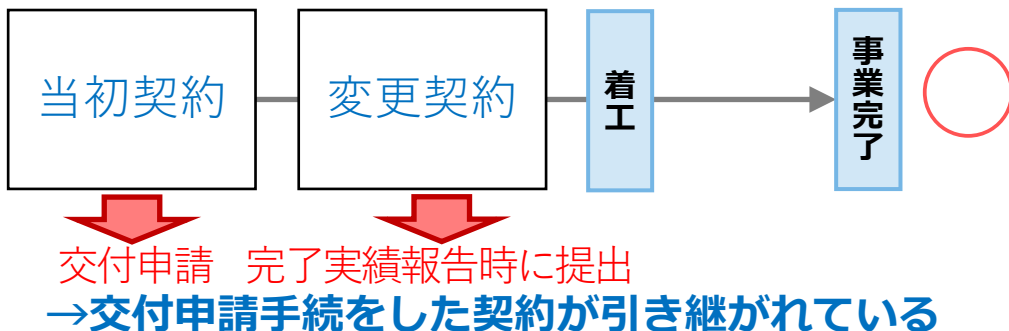 当初契約
変更契約
着工
事業完了
交付申請 完了実績報告時に提出
→交付申請手続をした契約が引き継がれている